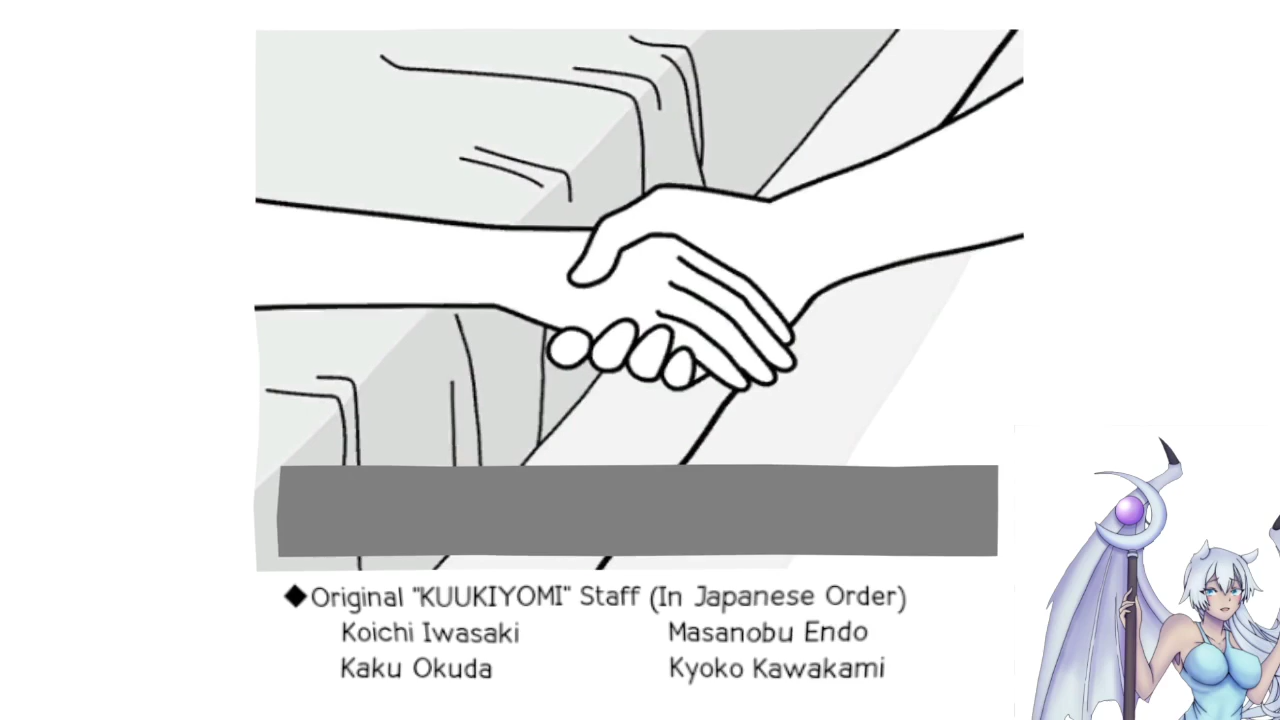 ◆Original "KUUKIYOMI" Staff (In Japanese Order)
Koichi Iwasaki Masanobu Endo
Kaku Okuda Kyoko Kawakami